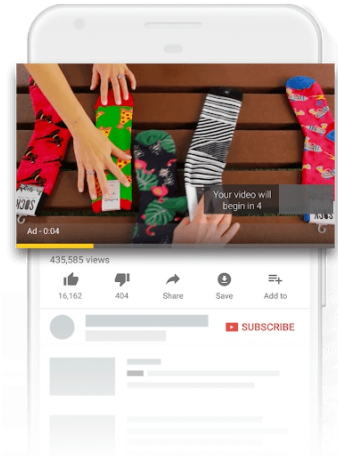 SOCK
Your video will
begin in 4
Ad · 0:04
435,585 views
16,162
404
Share
Save
Add to
SUBSCRIBE